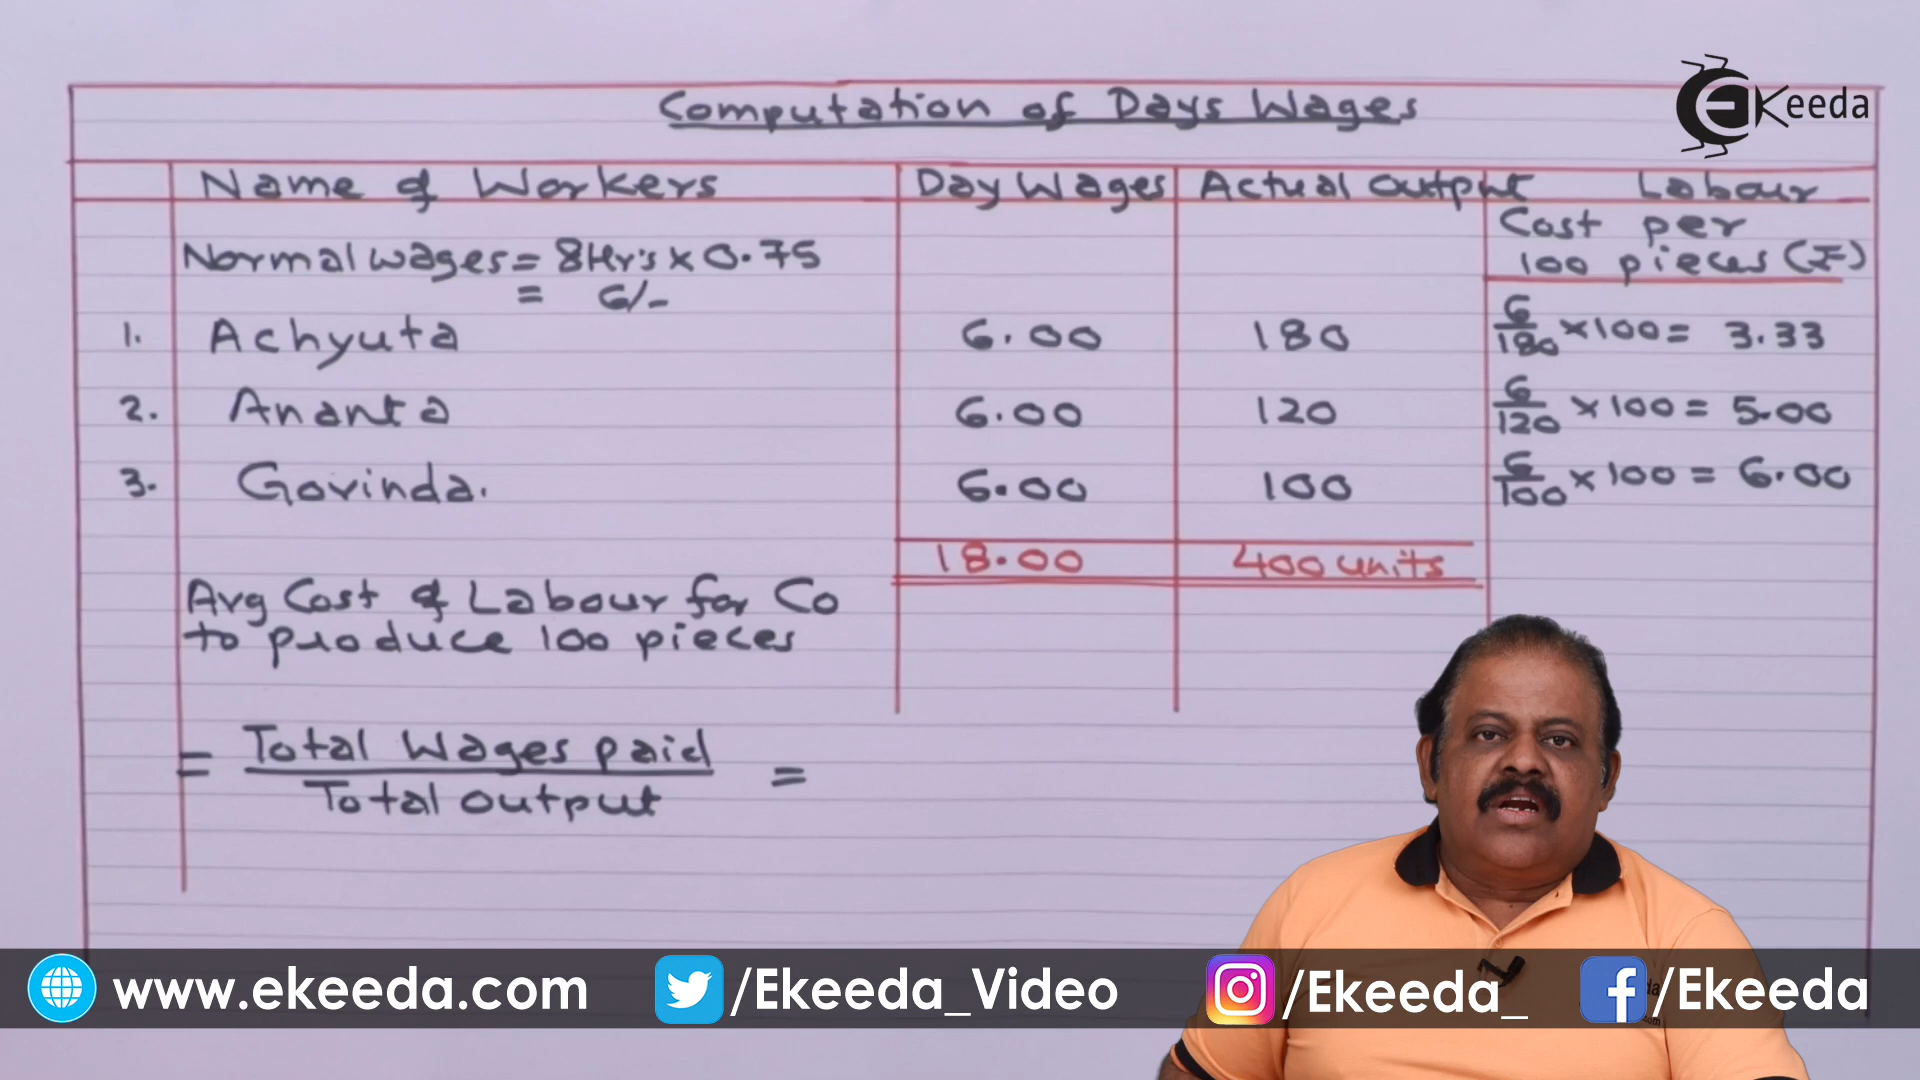 Computation of Days Wages
EKeeda
Name of Workers Day Wages Actual Output Labour
Cost per
100 pieces (₹)
Normal wages = 8Hr's x 0.75
= 6/-
1. Achyuta 6.00 180 6/180 x 100 = 3.33
2. Ananta 6.00 120 6/120 x 100 = 5.00
3. Govinda. 6.00 100 6/100 x 100 = 6.00
18.00 400 units
Avg Cost of Labour for Co
to produce 100 pieces
= Total Wages paid =
Total output
www.ekeeda.com /Ekeeda_Video /Ekeeda_ /Ekeeda